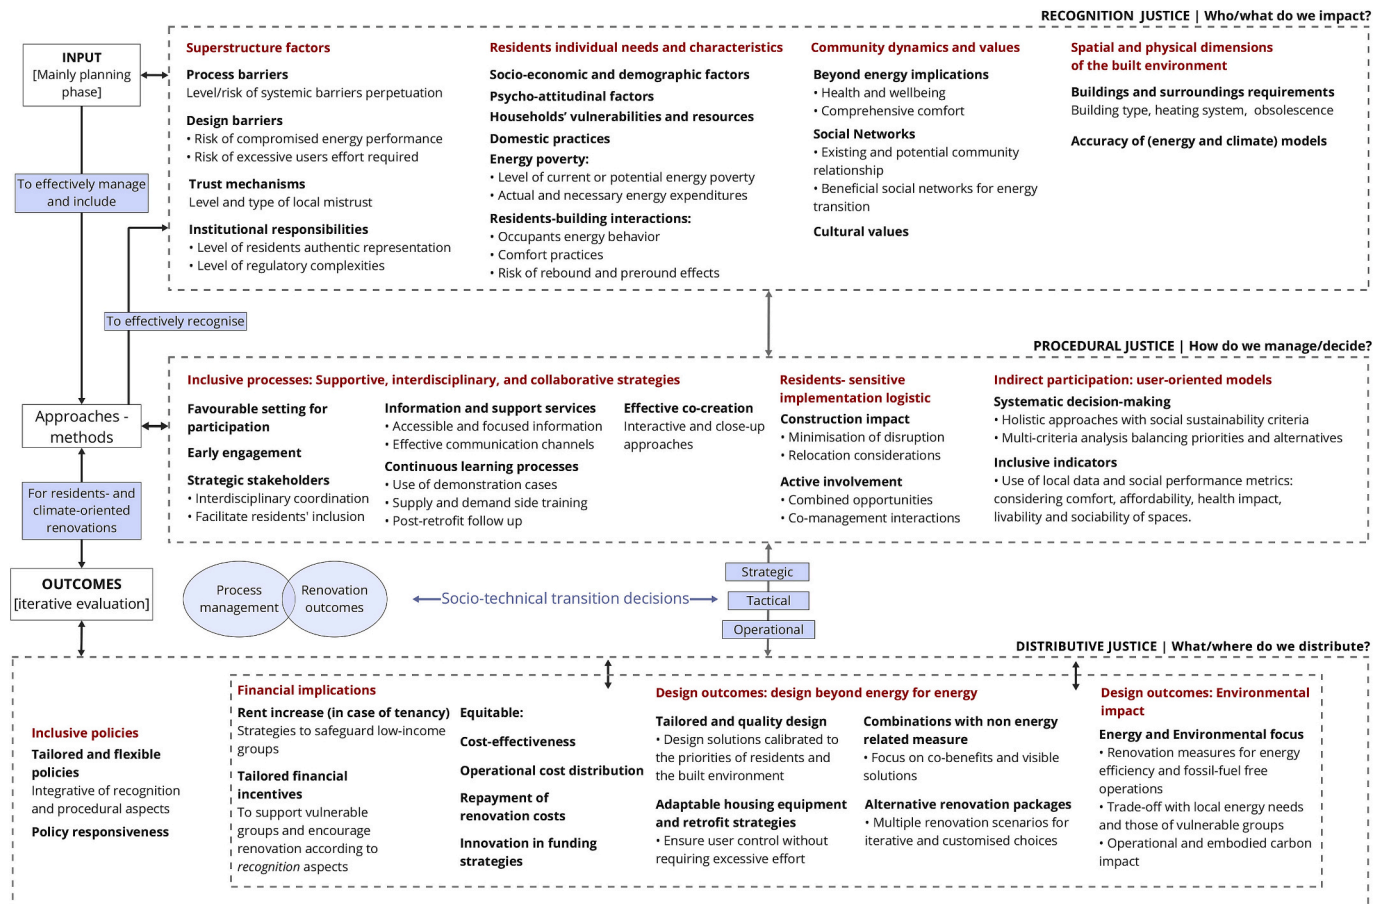 RECOGNITION JUSTICE | Who/what do we impact?
INPUT
[Mainly planning
phase]
To effectively manage
and include
To effectively recognise
Superstructure factors
Process barriers
Level/risk of systemic barriers perpetuation
Design barriers
• Risk of compromised energy performance
• Risk of excessive users effort required
Trust mechanisms
Level and type of local mistrust
Institutional responsibilities
• Level of residents authentic representation
• Level of regulatory complexities
Residents individual needs and characteristics
Socio-economic and demographic factors
Psycho-attitudinal factors
Households' vulnerabilities and resources
Domestic practices
Energy poverty:
• Level of current or potential energy poverty
• Actual and necessary energy expenditures
Residents-building interactions:
• Occupants energy behavior
• Comfort practices
• Risk of rebound and preround effects
Community dynamics and values
Beyond energy implications
• Health and wellbeing
• Comprehensive comfort
Social Networks
• Existing and potential community
relationship
• Beneficial social networks for energy
transition
Cultural values
Spatial and physical dimensions
of the built environment
Buildings and surroundings requirements
Building type, heating system, obsolescence
Accuracy of (energy and climate) models
PROCEDURAL JUSTICE | How do we manage/decide?
Approaches -
methods
For residents- and
climate-oriented
renovations
Inclusive processes: Supportive, interdisciplinary, and collaborative strategies
Favourable setting for
participation
Early engagement
Strategic stakeholders
• Interdisciplinary coordination
• Facilitate residents' inclusion
Information and support services
• Accessible and focused information
• Effective communication channels
Continuous learning processes
• Use of demonstration cases
• Supply and demand side training
• Post-retrofit follow up
Effective co-creation
Interactive and close-up
approaches
Residents- sensitive
implementation logistic
Construction impact
• Minimisation of disruption
• Relocation considerations
Active involvement
• Combined opportunities
• Co-management interactions
Indirect participation: user-oriented models
Systematic decision-making
• Holistic approaches with social sustainability criteria
• Multi-criteria analysis balancing priorities and alternatives
Inclusive indicators
• Use of local data and social performance metrics:
considering comfort, affordability, health impact,
livability and sociability of spaces.
OUTCOMES
[iterative evaluation]
Process
management
Renovation
outcomes
Socio-technical transition decisions
Strategic
Tactical
Operational
DISTRIBUTIVE JUSTICE | What/where do we distribute?
Inclusive policies
Tailored and flexible
policies
Integrative of recognition
and procedural aspects
Policy responsiveness
Financial implications
Rent increase (in case of tenancy)
Strategies to safeguard low-income
groups
Tailored financial
incentives
To support vulnerable
groups and encourage
renovation according to
recognition aspects
Equitable:
Cost-effectiveness
Operational cost distribution
Repayment of
renovation costs
Innovation in funding
strategies
Design outcomes: design beyond energy for energy
Tailored and quality design
• Design solutions calibrated to
the priorities of residents and
the built environment
Adaptable housing equipment
and retrofit strategies
• Ensure user control without
requiring excessive effort
Combinations with non energy
related measure
• Focus on co-benefits and visible
solutions
Alternative renovation packages
• Multiple renovation scenarios for
iterative and customised choices
Design outcomes: Environmental
impact
Energy and Environmental focus
• Renovation measures for energy
efficiency and fossil-fuel free
operations
• Trade-off with local energy needs
and those of vulnerable groups
• Operational and embodied carbon
impact